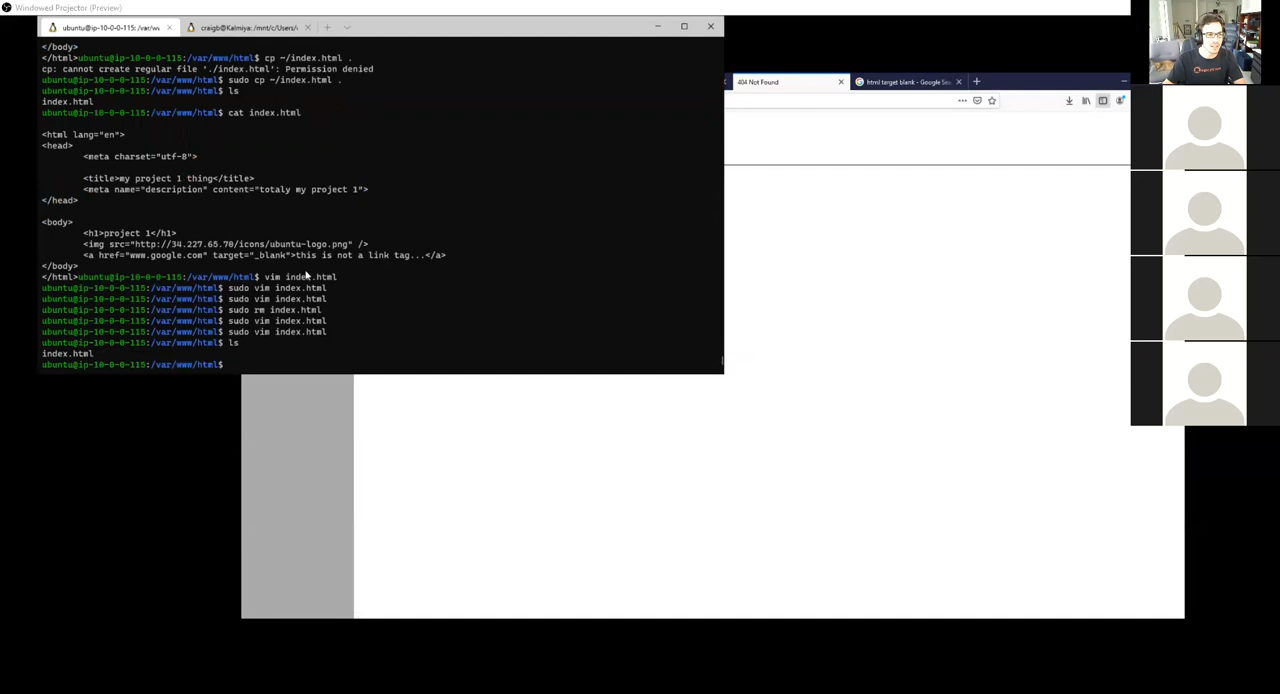 Windowed Projector (Preview)
ubuntu@ip-10-0-0-115: /var/w
craigb@Kalmiya: /mnt/c/Users/
</body>
</html>ubuntu@ip-10-0-0-115:/var/www/html$ cp ~/index.html .
cp: cannot create regular file './index.html': Permission denied
ubuntu@ip-10-0-0-115:/var/www/html$ sudo cp ~/index.html .
ubuntu@ip-10-0-0-115:/var/www/html$ ls
index.html
ubuntu@ip-10-0-0-115:/var/www/html$ cat index.html
<html lang="en">
<head>
<meta charset="utf-8">
<title>my project 1 thing</title>
<meta name="description" content="totaly my project 1">
</head>
<body>
<h1>project 1</h1>
<img src="http://34.227.65.70/icons/ubuntu-logo.png" />
<a href="www.google.com" target="_blank">this is not a link tag...</a>
</body>
</html>ubuntu@ip-10-0-0-115:/var/www/html$ vim index.html
ubuntu@ip-10-0-0-115:/var/www/html$ sudo vim index.html
ubuntu@ip-10-0-0-115:/var/www/html$ sudo vim index.html
ubuntu@ip-10-0-0-115:/var/www/html$ sudo rm index.html
ubuntu@ip-10-0-0-115:/var/www/html$ sudo vim index.html
ubuntu@ip-10-0-0-115:/var/www/html$ sudo vim index.html
ubuntu@ip-10-0-0-115:/var/www/html$ ls
index.html
ubuntu@ip-10-0-0-115:/var/www/html$
404 Not Found
html target blank - Google Se